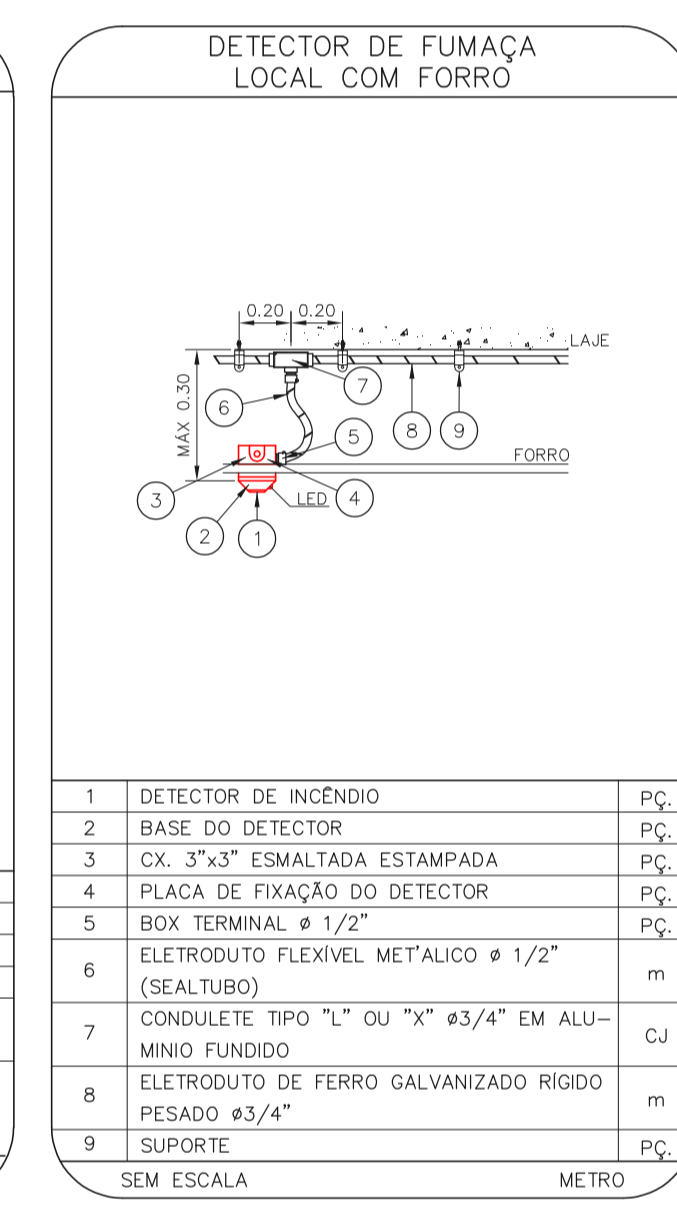 DETECTOR DE FUMAÇA
LOCAL COM FORRO
0.20 0.20
LAJE
MÁX 0.30
7
6
5
8
9
FORRO
3
LED
4
2
1
1 DETECTOR DE INCÊNDIO PÇ.
2 BASE DO DETECTOR PÇ.
3 CX. 3"x3" ESMALTADA ESTAMPADA PÇ.
4 PLACA DE FIXAÇÃO DO DETECTOR PÇ.
5 BOX TERMINAL ø 1/2" PÇ.
6 ELETRODUTO FLEXÍVEL MET'ALICO ø 1/2"
(SEALTUBO) m
7 CONDULETE TIPO "L" OU "X" ø3/4" EM ALU-
MINIO FUNDIDO CJ
8 ELETRODUTO DE FERRO GALVANIZADO RÍGIDO
PESADO ø3/4" m
9 SUPORTE PÇ.
SEM ESCALA METRO